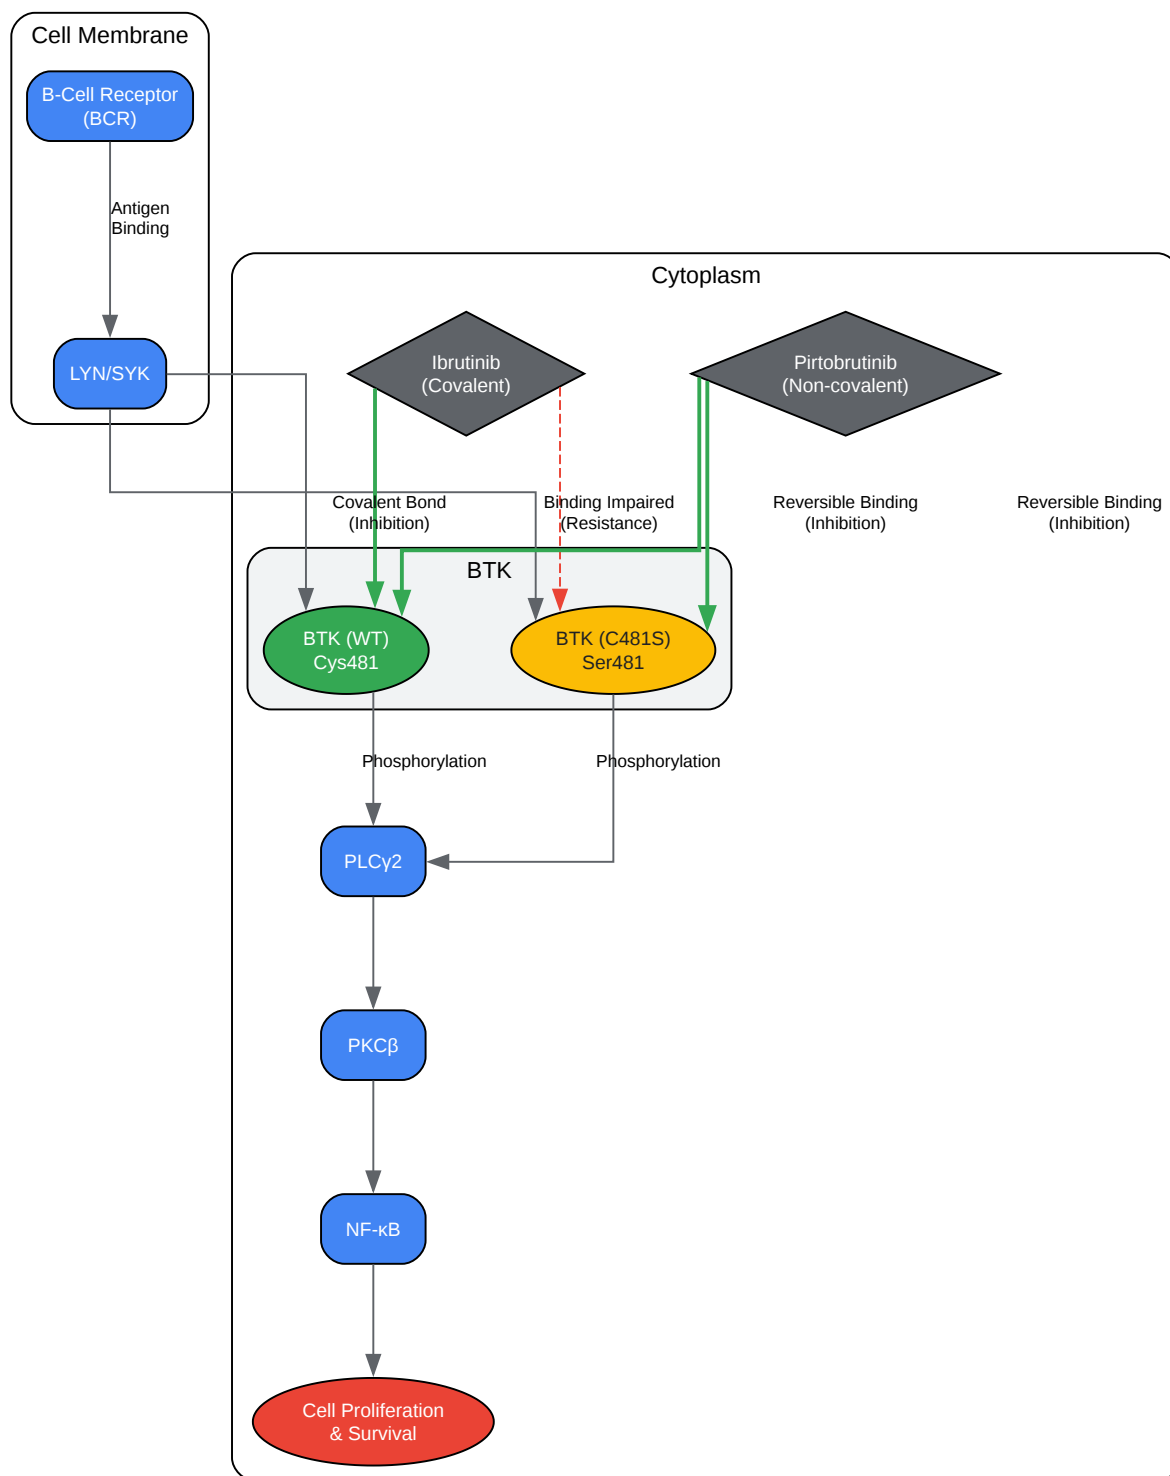 Cell Membrane
B-Cell Receptor
(BCR)
Antigen
Binding
LYN/SYK
Cytoplasm
Ibrutinib
(Covalent)
Pirtobrutinib
(Non-covalent)
Covalent Bond
(Inhibition)
Binding Impaired
(Resistance)
Reversible Binding
(Inhibition)
Reversible Binding
(Inhibition)
BTK
BTK (WT)
Cys481
BTK (C481S)
Ser481
Phosphorylation
Phosphorylation
PLCγ2
PKCβ
NF-κB
Cell Proliferation
& Survival